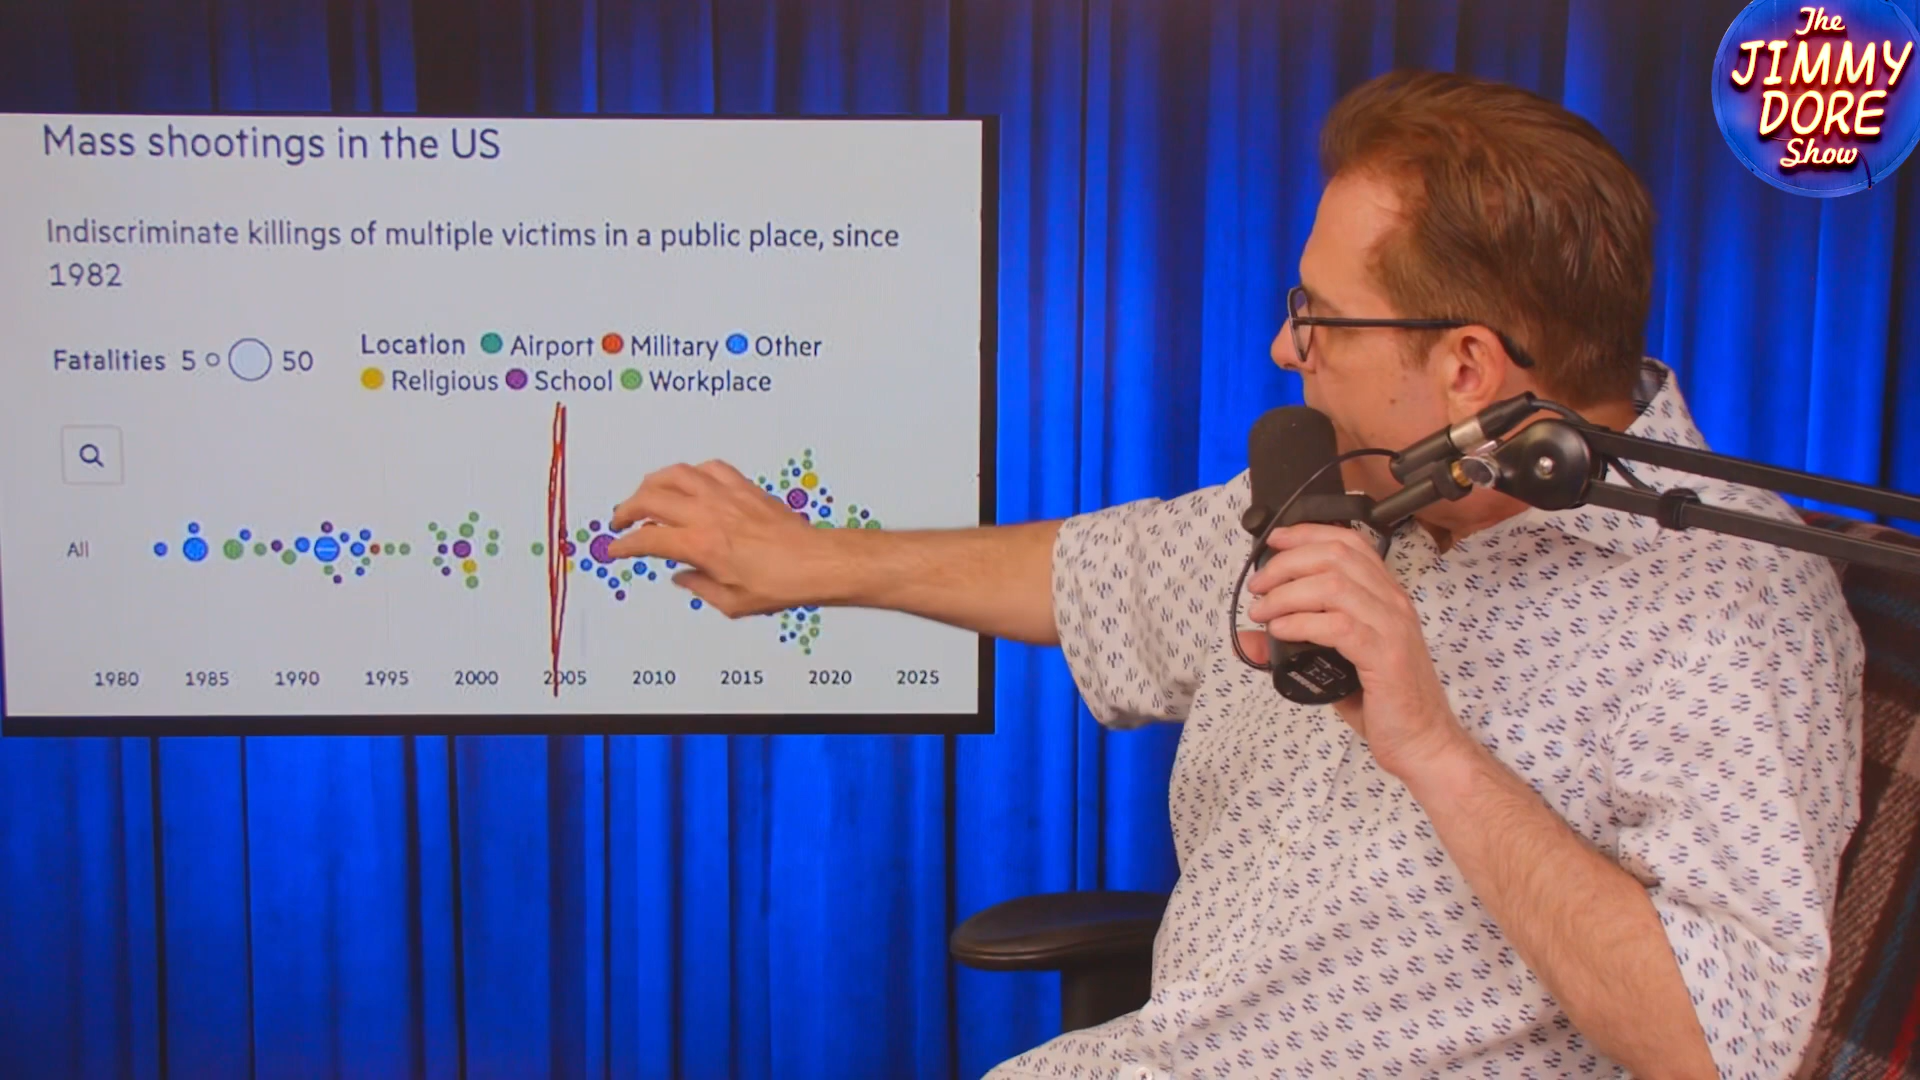 The
JIMMY
DORE
Show
Mass shootings in the US
Indiscriminate killings of multiple victims in a public place, since
1982
Fatalities 5 50
Location Airport Military Other
Religious School Workplace
All
1980 1985 1990 1995 2000 2005 2010 2015 2020 2025